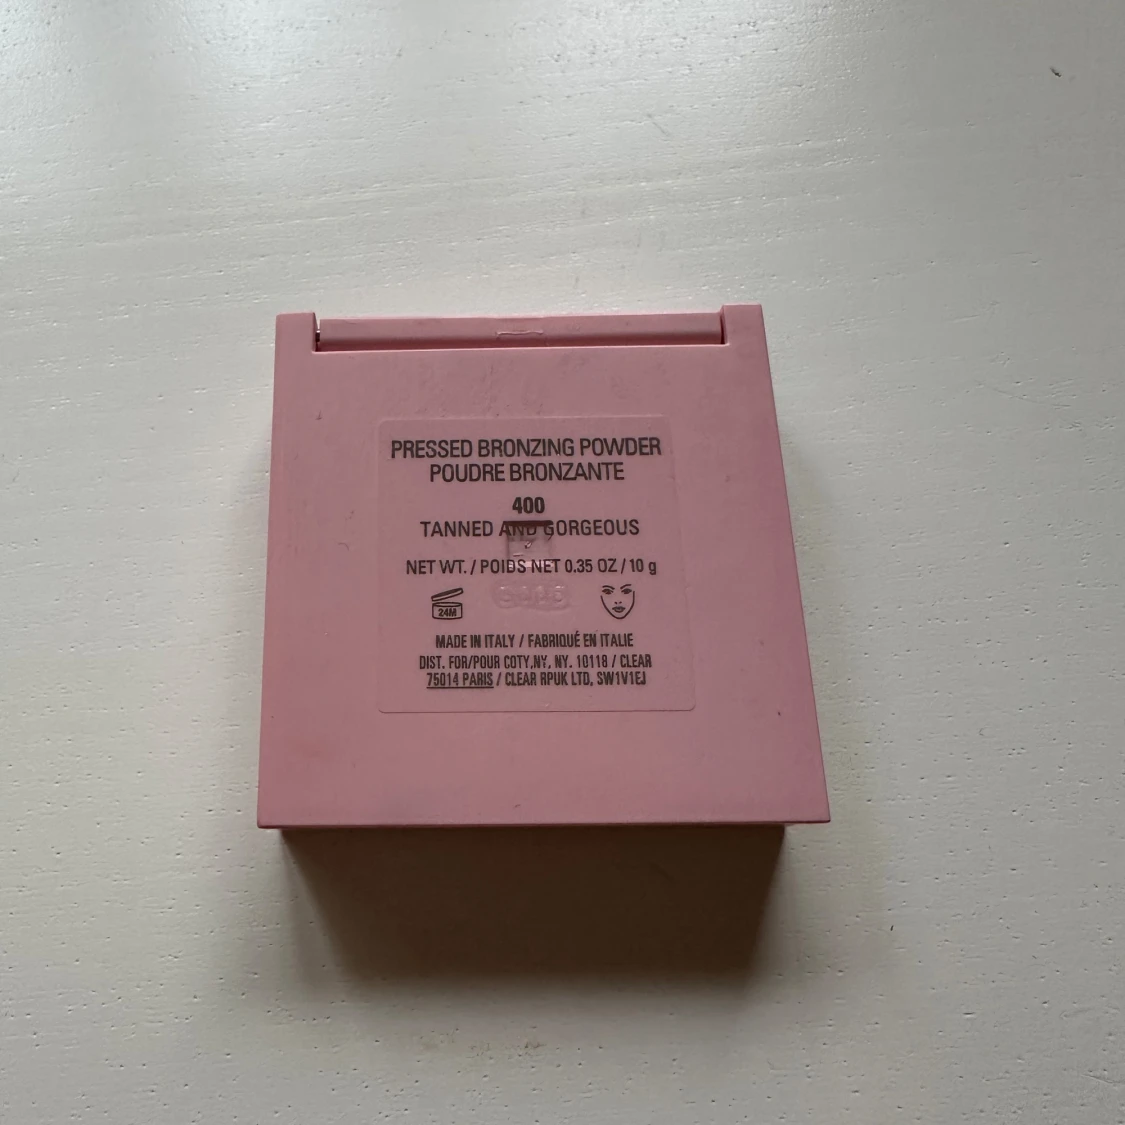 PRESSED BRONZING POWDER
POUDRE BRONZANTE
400
TANNED AND GORGEOUS
NET WT. / POIDS NET 0.35 OZ / 10 g
24M
MADE IN ITALY / FABRIQUÉ EN ITALIE
DIST. FOR/POUR COTY,NY, NY. 10118 / CLEAR
75014 PARIS / CLEAR RPUK LTD, SW1V1EJ